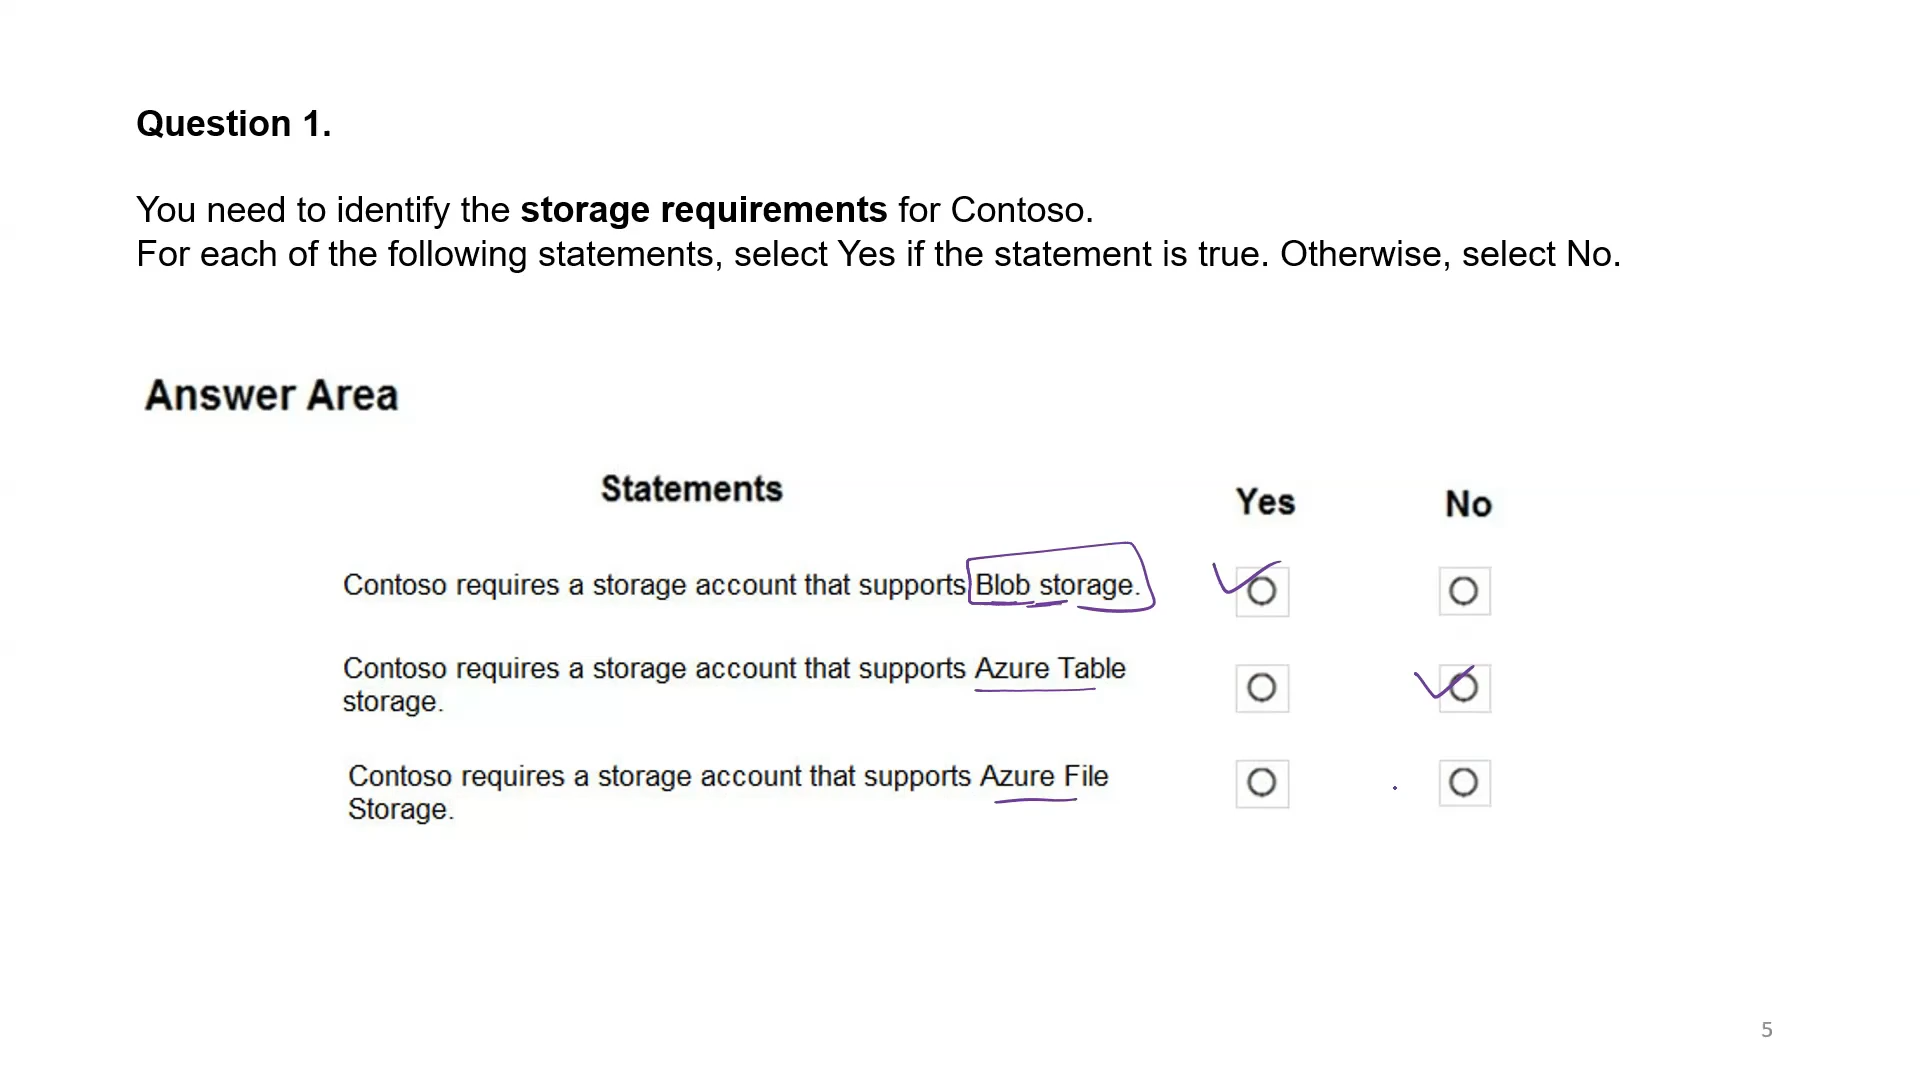 Question 1.
You need to identify the storage requirements for Contoso.
For each of the following statements, select Yes if the statement is true. Otherwise, select No.
Answer Area
Statements
Yes
No
Contoso requires a storage account that supports Blob storage.
Contoso requires a storage account that supports Azure Table
storage.
Contoso requires a storage account that supports Azure File
Storage.
5